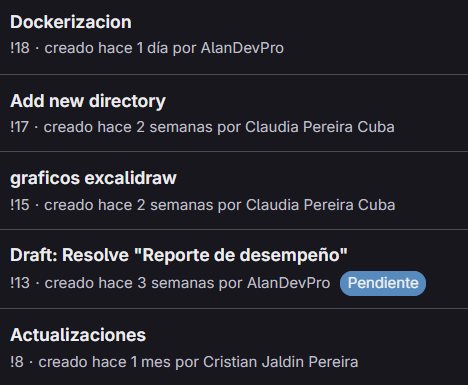 Dockerizacion
!18 · creado hace 1 día por AlanDevPro
Add new directory
!17 · creado hace 2 semanas por Claudia Pereira Cuba
graficos excalidraw
!15 · creado hace 2 semanas por Claudia Pereira Cuba
Draft: Resolve "Reporte de desempeño"
!13 · creado hace 3 semanas por AlanDevPro Pendiente
Actualizaciones
!8 · creado hace 1 mes por Cristian Jaldin Pereira